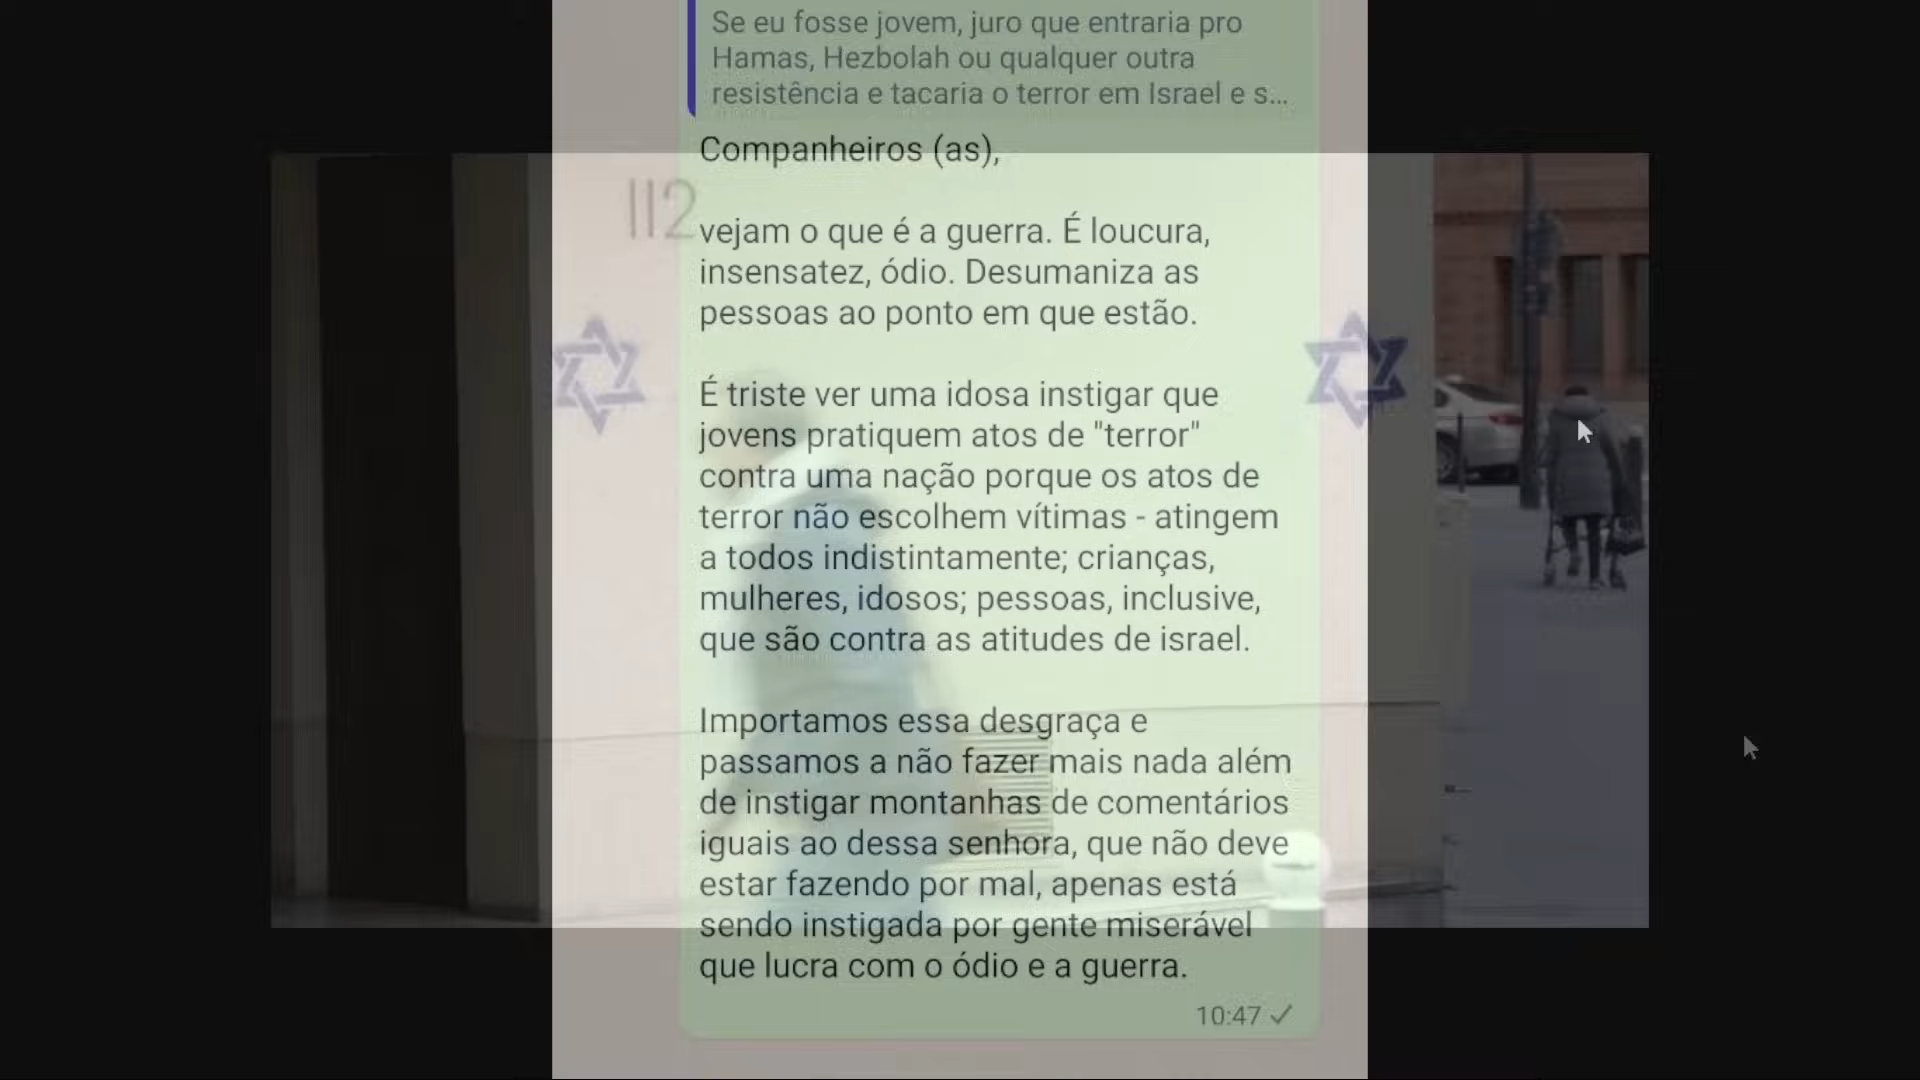 Se eu fosse jovem, juro que entraria pro
Hamas, Hezbolah ou qualquer outra
resistência e tacaria o terror em Israel e s...
Companheiros (as),
112
vejam o que é a guerra. É loucura,
insensatez, ódio. Desumaniza as
pessoas ao ponto em que estão.
É triste ver uma idosa instigar que
jovens pratiquem atos de "terror"
contra uma nação porque os atos de
terror não escolhem vítimas - atingem
a todos indistintamente; crianças,
mulheres, idosos; pessoas, inclusive,
que são contra as atitudes de israel.
Importamos essa desgraça e
passamos a não fazer mais nada além
de instigar montanhas de comentários
iguais ao dessa senhora, que não deve
estar fazendo por mal, apenas está
sendo instigada por gente miserável
que lucra com o ódio e a guerra.
10:47